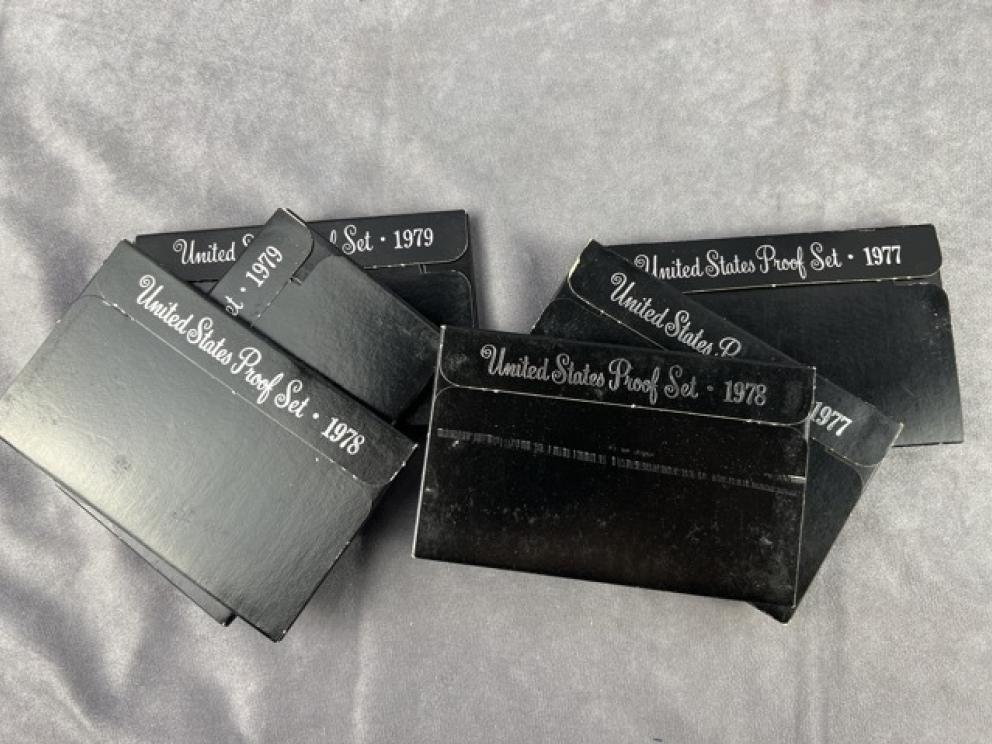 United S f Set · 1979
et · 1979
United States Proof Set · 1978
United States Proof Set · 1977
United States P
1977
United States Proof Set · 1978